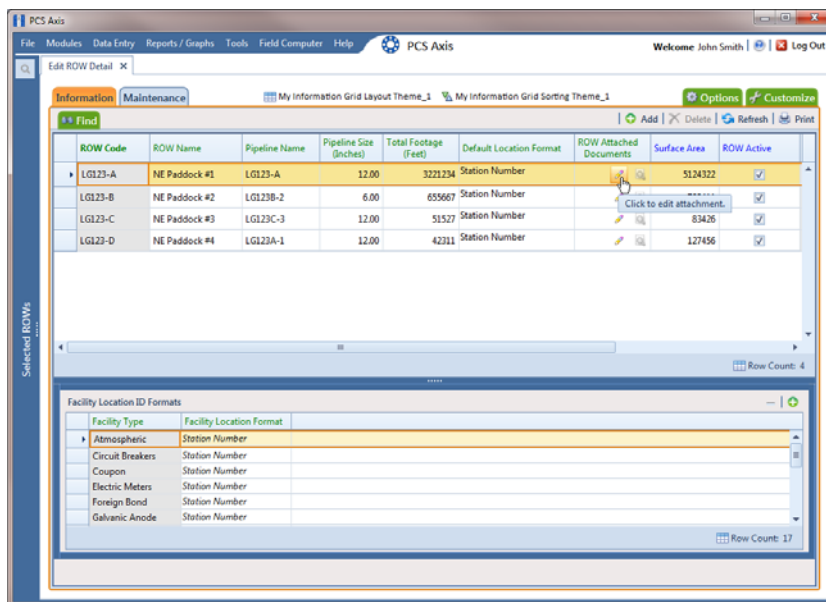 PCS Axis
File Modules Data Entry Reports / Graphs Tools Field Computer Help PCS Axis Welcome John Smith | | Log Out
Edit ROW Detail X
Information Maintenance My Information Grid Layout Theme_1 My Information Grid Sorting Theme_1 Options Customize
Find | Add | Delete | Refresh | Print
ROW Code ROW Name Pipeline Name Pipeline Size (Inches) Total Footage (Feet) Default Location Format ROW Attached Documents Surface Area ROW Active
LG123-A NE Paddock #1 LG123-A 12.00 3221234 Station Number 5124322
LG123-B NE Paddock #2 LG123B-2 6.00 655667 Station Number
Click to edit attachment.
LG123-C NE Paddock #3 LG123C-3 12.00 51527 Station Number 83426
LG123-D NE Paddock #4 LG123A-1 12.00 42311 Station Number 127456
Selected ROWs
Row Count: 4
Facility Location ID Formats
Facility Type Facility Location Format
Atmospheric Station Number
Circuit Breakers Station Number
Coupon Station Number
Electric Meters Station Number
Foreign Bond Station Number
Galvanic Anode Station Number
Row Count: 17